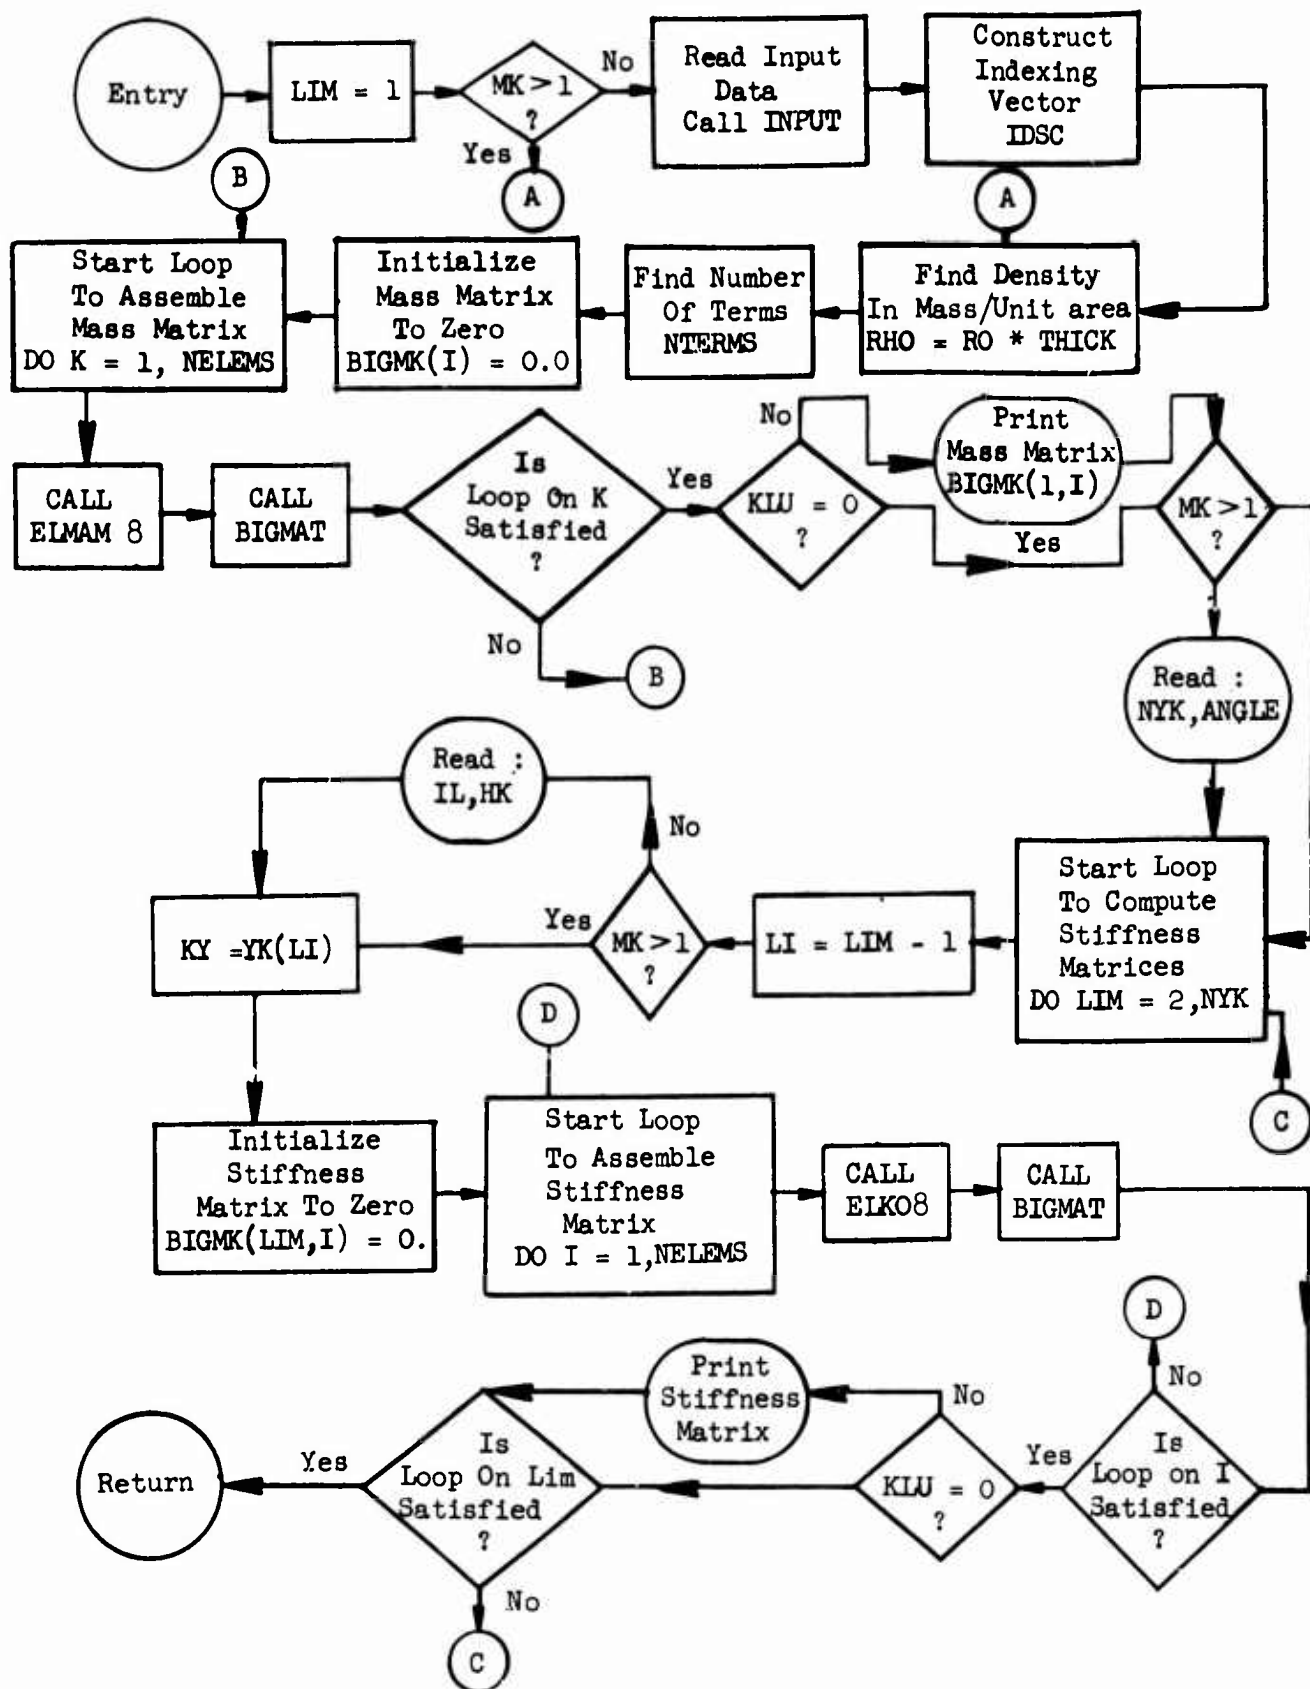 Entry
LIM = 1
MK > 1
?
No
Yes
A
Read Input
Data
Call INPUT
Construct
Indexing
Vector
IDSC
A
B
Start Loop
To Assemble
Mass Matrix
DO K = 1, NELEMS
Initialize
Mass Matrix
To Zero
BIGMK(I) = 0.0
Find Number
Of Terms
NTERMS
Find Density
In Mass/Unit area
RHO = RO * THICK
CALL
ELMAM 8
CALL
BIGMAT
Is
Loop On K
Satisfied
?
Yes
No
B
KLU = 0
?
No
Print
Mass Matrix
BIGMK(1,I)
Yes
MK > 1
?
Read :
NYK,ANGLE
Read :
IL,HK
No
KY =YK(LI)
Yes
MK > 1
?
LI = LIM - 1
Start Loop
To Compute
Stiffness
Matrices
DO LIM = 2,NYK
C
D
Initialize
Stiffness
Matrix To Zero
BIGMK(LIM,I) = 0.
Start Loop
To Assemble
Stiffness
Matrix
DO I = 1,NELEMS
CALL
ELKO8
CALL
BIGMAT
D
No
Print
Stiffness
Matrix
No
Return
Yes
Is
Loop On Lim
Satisfied
?
KLU = 0
?
Yes
Is
Loop on I
Satisfied
?
No
C